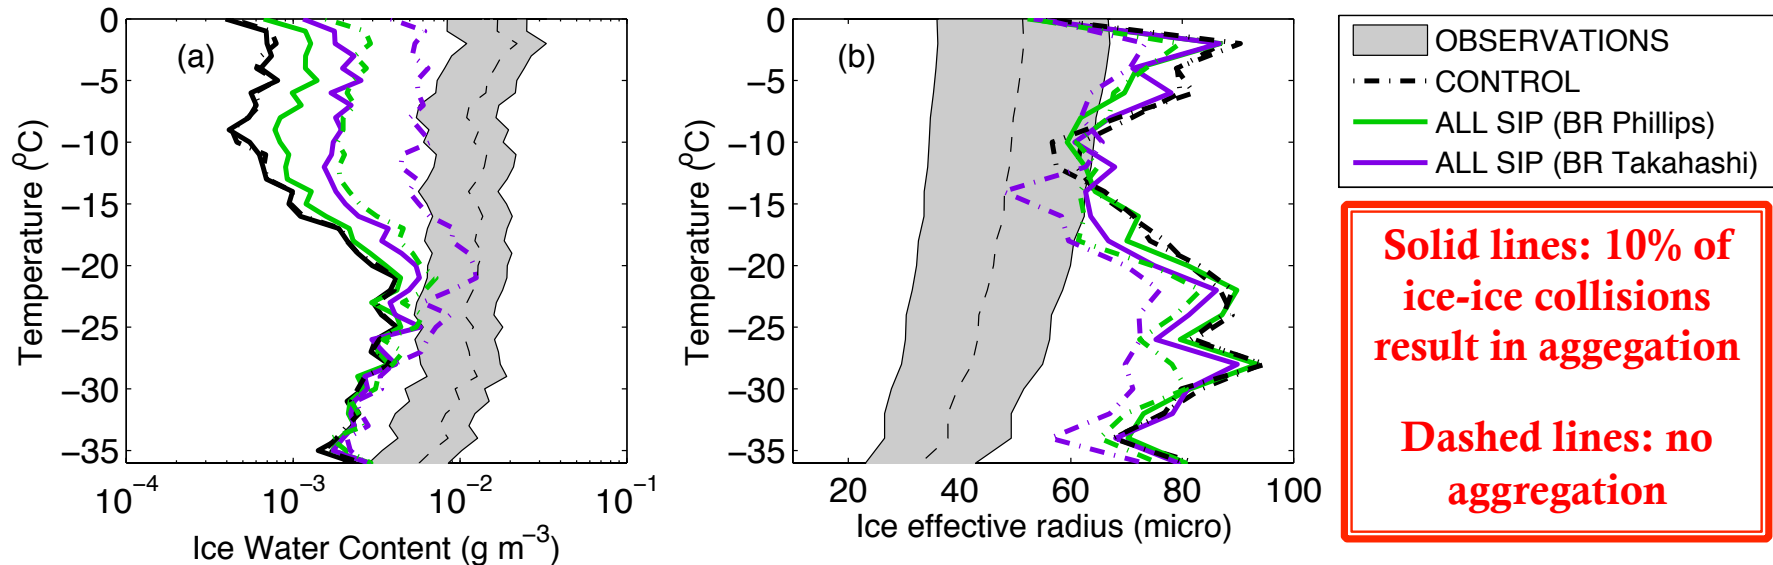 (a)
0
−5
−10
−15
−20
−25
−30
−35
Temperature (⁰C)
10⁻⁴
10⁻³
10⁻²
10⁻¹
Ice Water Content (g m⁻³)
(b)
0
−5
−10
−15
−20
−25
−30
−35
Temperature (⁰C)
20
40
60
80
100
Ice effective radius (micro)
OBSERVATIONS
CONTROL
ALL SIP (BR Phillips)
ALL SIP (BR Takahashi)
Solid lines: 10% of
ice-ice collisions
result in aggegation
Dashed lines: no
aggregation